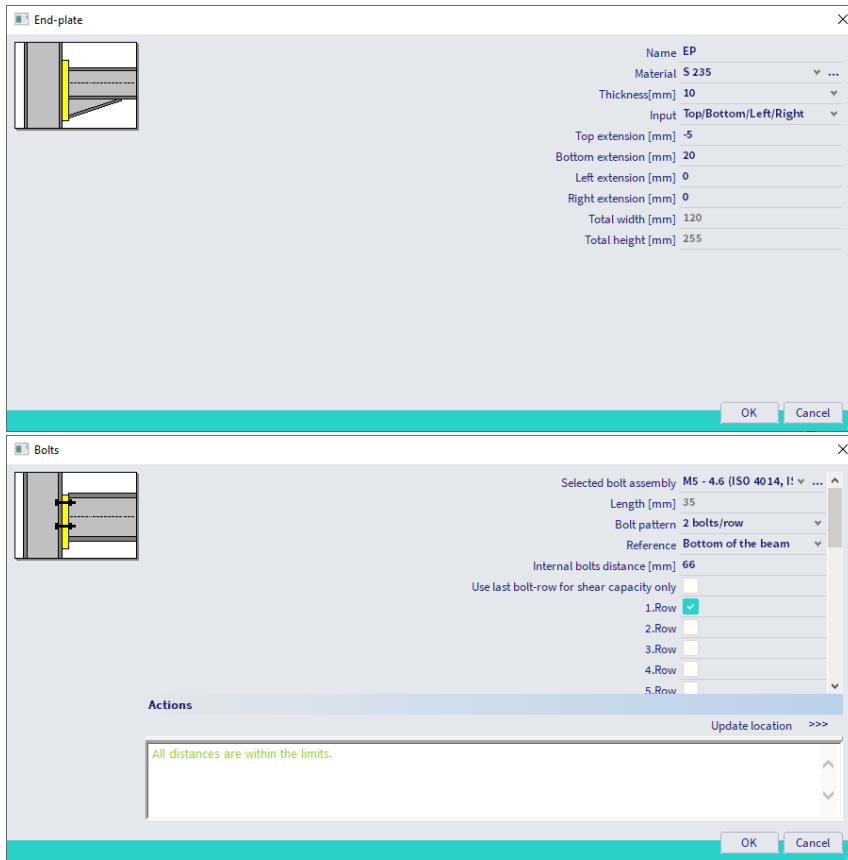 End-plate
Name EP
Material S 235 ...
Thickness[mm] 10
Input Top/Bottom/Left/Right
Top extension [mm] -5
Bottom extension [mm] 20
Left extension [mm] 0
Right extension [mm] 0
Total width [mm] 120
Total height [mm] 255
OK Cancel
Bolts
Selected bolt assembly M5 - 4.6 (ISO 4014, ...
Length [mm] 35
Bolt pattern 2 bolts/row
Reference Bottom of the beam
Internal bolts distance [mm] 66
Use last bolt-row for shear capacity only
1.Row
2.Row
3.Row
4.Row
5.Row
Actions
Update location >>>
All distances are within the limits.
OK Cancel